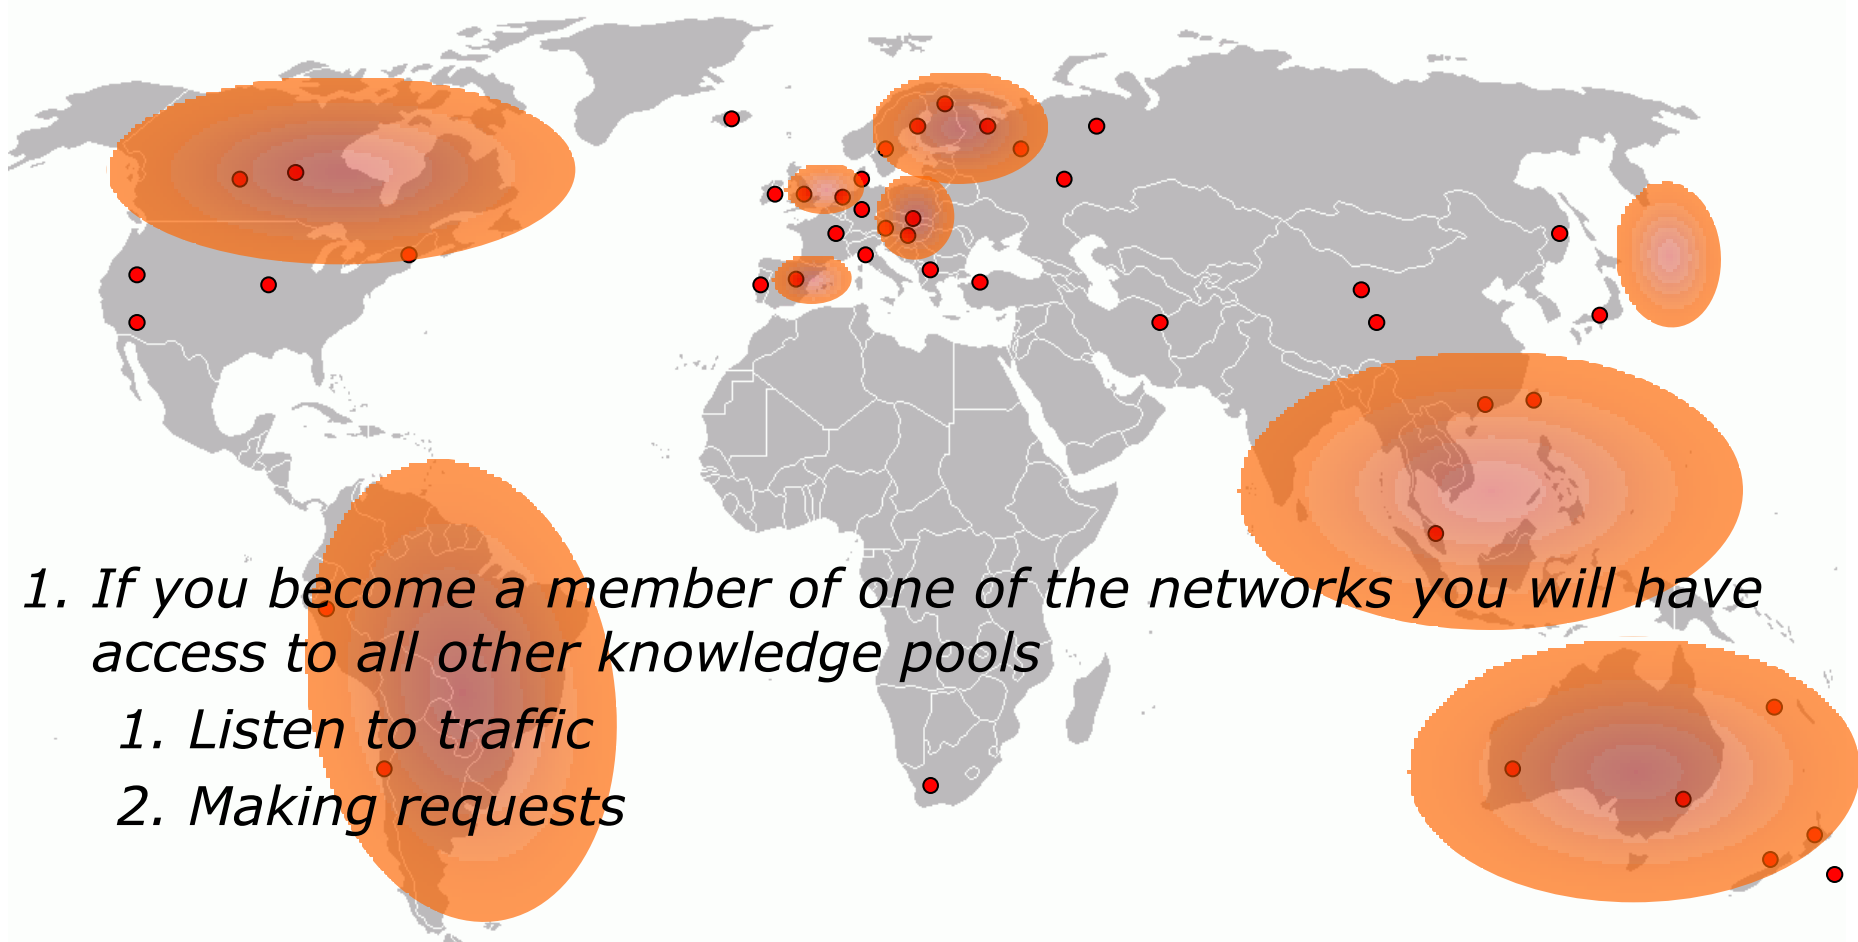 1. If you become a member of one of the networks you will have
access to all other knowledge pools
1. Listen to traffic
2. Making requests